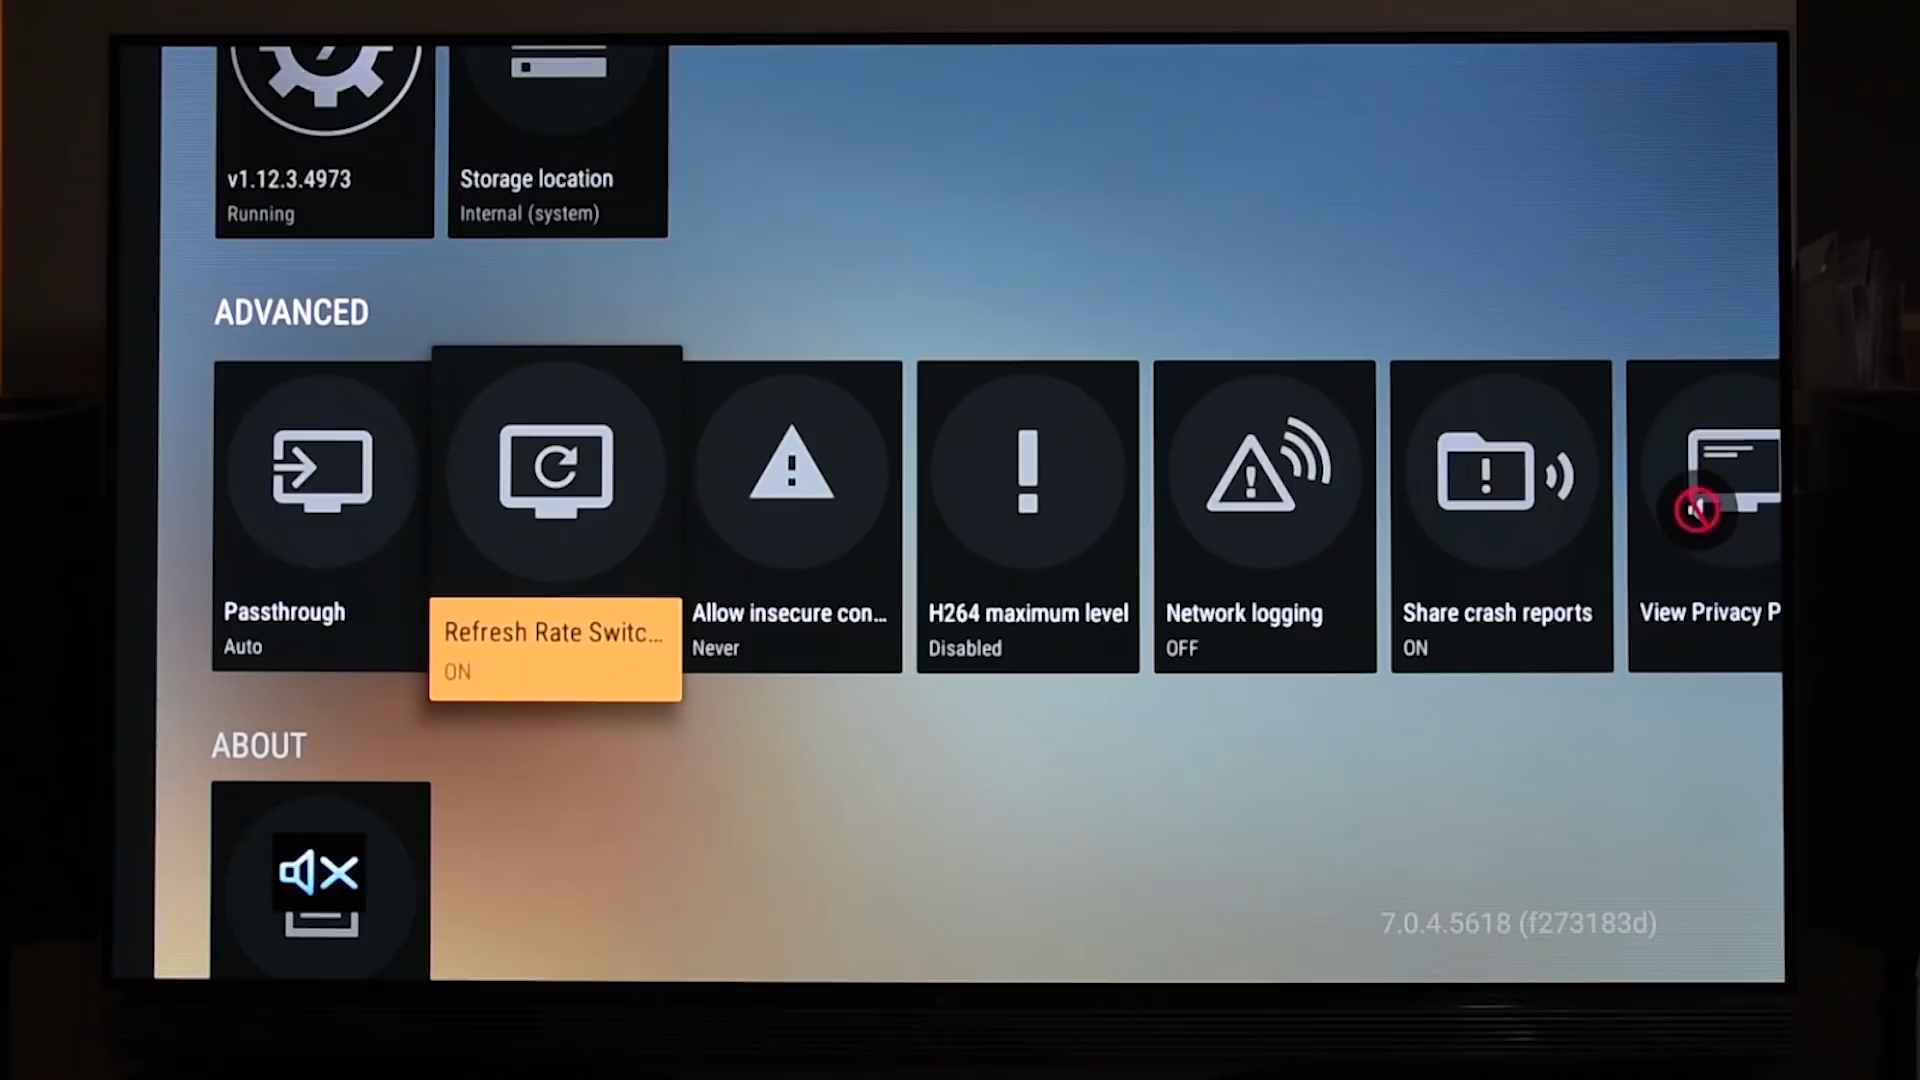 v1.12.3.4973
Running
Storage location
Internal (system)
ADVANCED
Passthrough
Auto
Refresh Rate Switc...
ON
Allow insecure con...
Never
H264 maximum level
Disabled
Network logging
OFF
Share crash reports
ON
View Privacy P
ABOUT
7.0.4.5618 (f273183d)